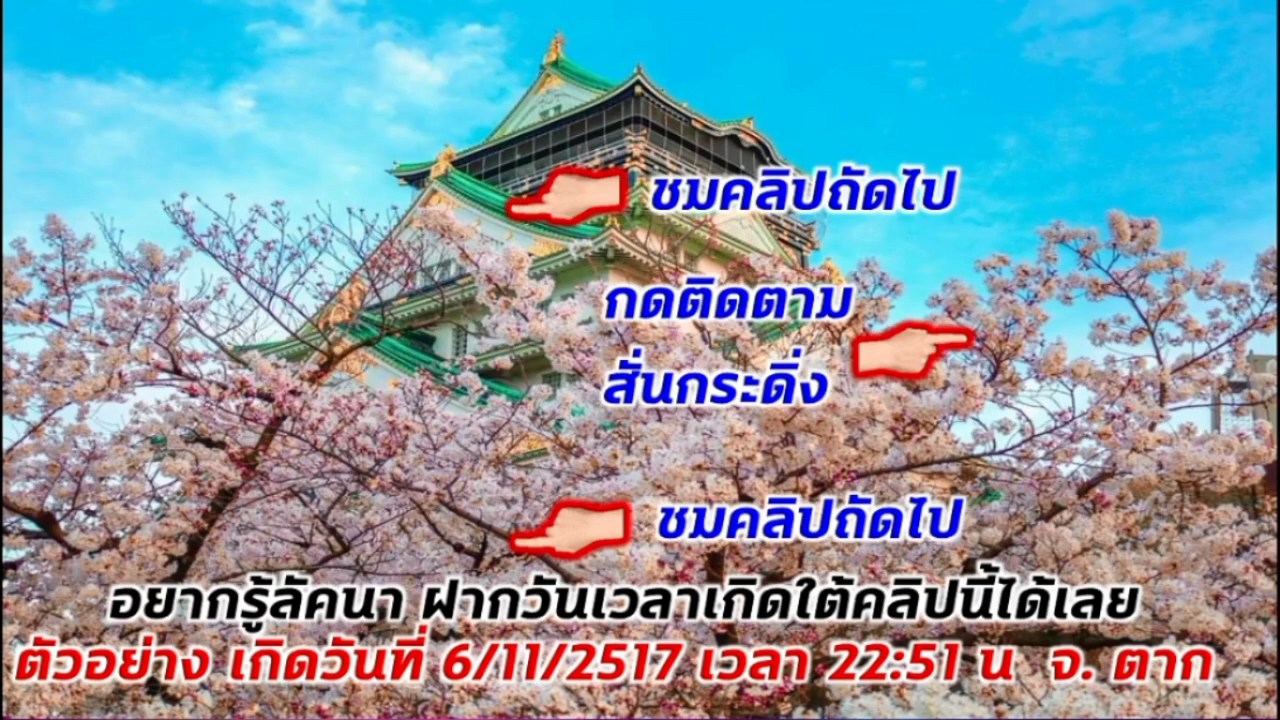 ชมคลิปถัดไป
กดติดตาม
สั่นกระดิ่ง
ชมคลิปถัดไป
อยากรู้ลัคนา ฝากวันเวลาเกิดใต้คลิปนี้ได้เลย
ตัวอย่าง เกิดวันที่ 6/11/2517 เวลา 22:51 น จ. ตาก